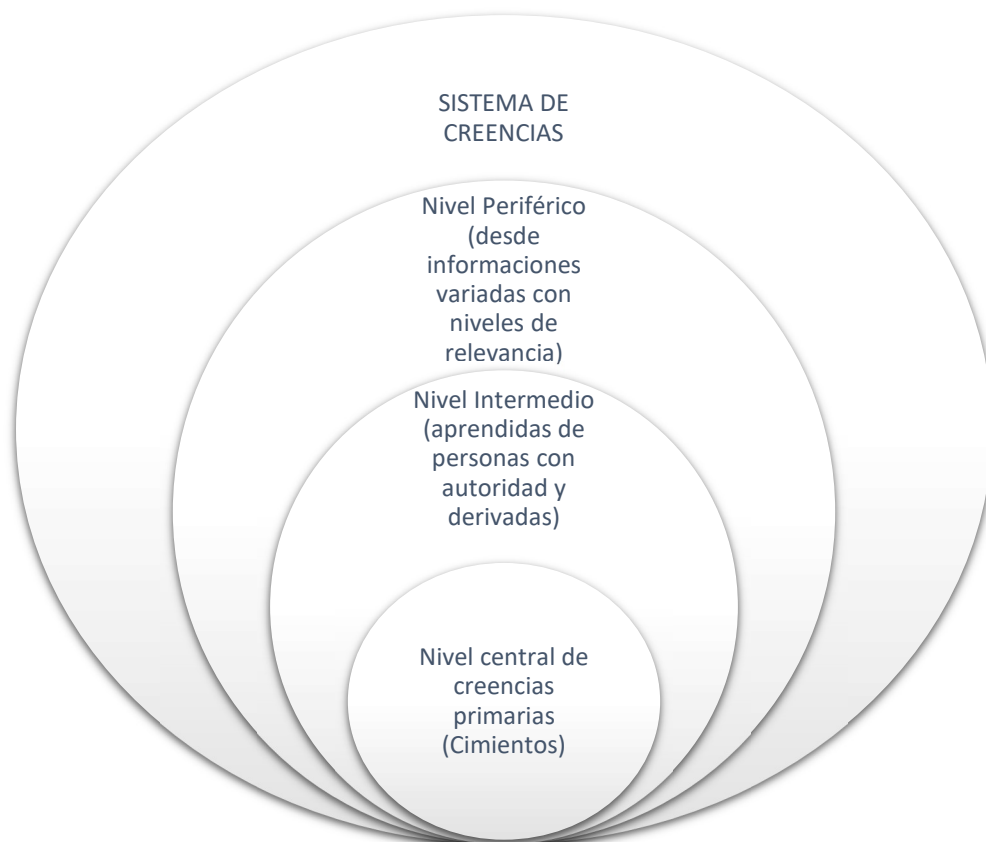 SISTEMA DE
CREENCIAS
Nivel Periférico
(desde
informaciones
variadas con
niveles de
relevancia)
Nivel Intermedio
(aprendidas de
personas con
autoridad y
derivadas)
Nivel central de
creencias
primarias
(Cimientos)